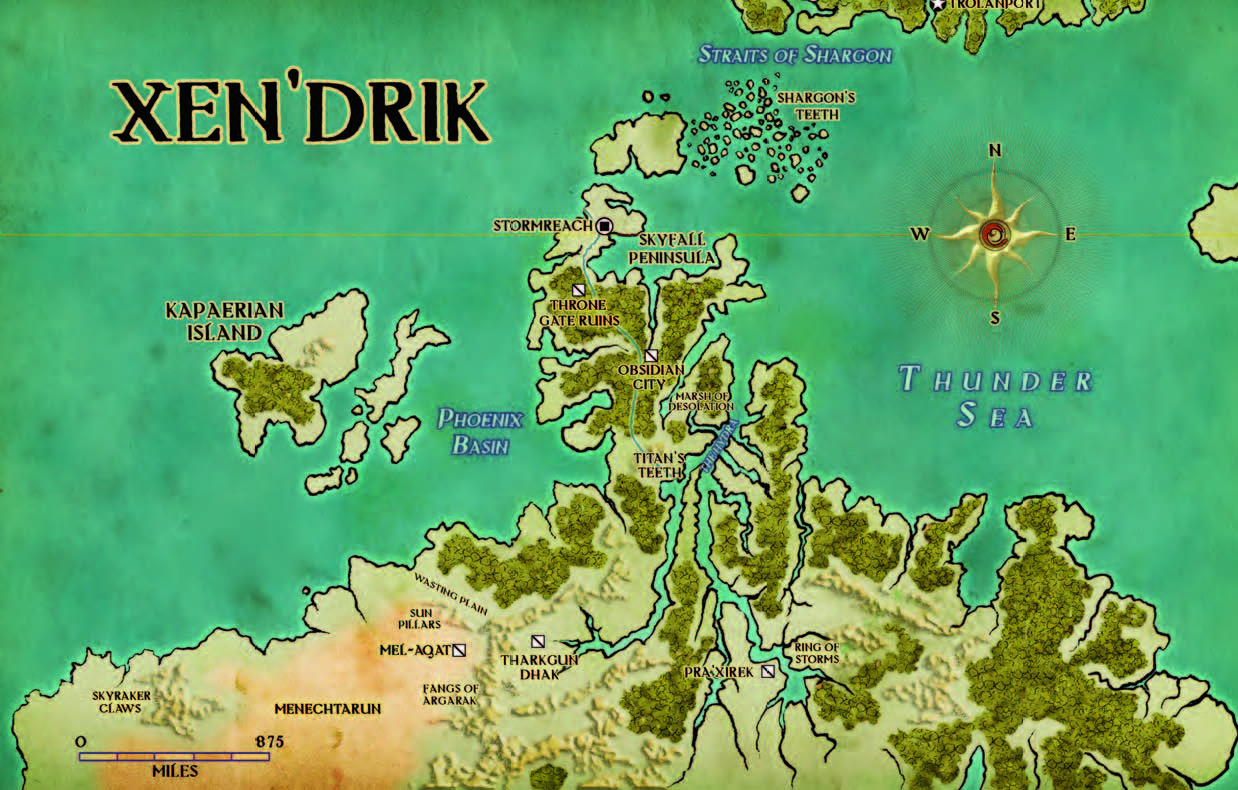 TROLANPORT
STRAITS OF SHARGON
XEN'DRIK
SHARGON'S
TEETH
N
W
E
S
STORMREACH
SKYFALL
PENINSULA
KAPAERIAN
ISLAND
THRONE
GATE RUINS
OBSIDIAN
CITY
MARSH OF
DESOLATION
THUNDER
SEA
PHOENIX
BASIN
TITAN'S
TEETH
WASTING PLAIN
SUN
PILLARS
MEL-AQAT
THARKGUN
DHAK
RING OF
STORMS
PRA'XIREK
SKYRAKER
CLAWS
FANGS OF
ARGARAK
MENECHTARUN
0 875
MILES